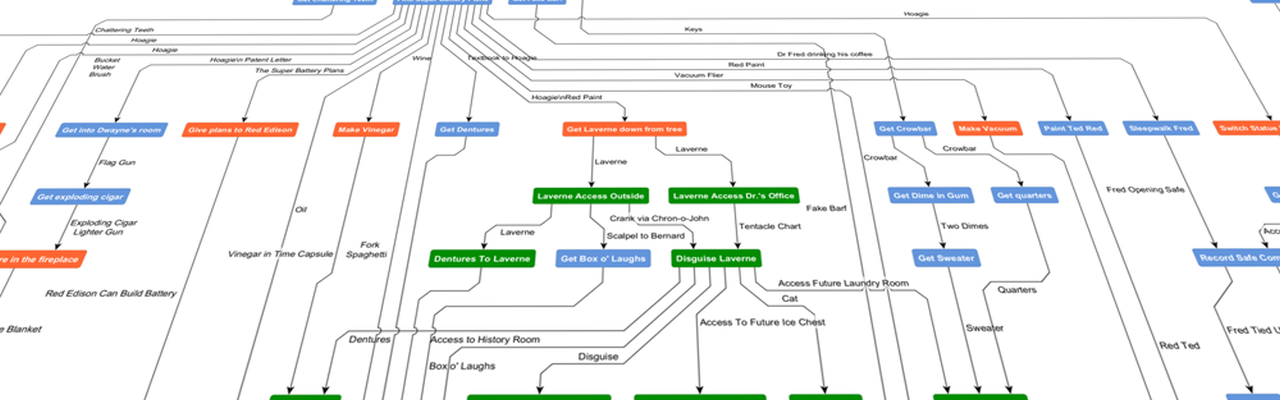 Get Chattering Teeth
Find Super Battery Plans
Get Fake Barf
Hoagie
Chattering Teeth
Keys
Hoagie
Hoagie
Dr Fred drinking his coffee
Bucket
Water
Brush
Hoagie\n Patent Letter
Wine
Textbook to Hoagie
Red Paint
The Super Battery Plans
Vacuum Flier
Mouse Toy
Hoagie\nRed Paint
Get into Dwayne's room
Give plans to Red Edison
Make Vinegar
Get Dentures
Get Laverne down from tree
Get Crowbar
Make Vacuum
Paint Ted Red
Sleepwalk Fred
Switch Statue
Laverne
Crowbar
Flag Gun
Laverne
Crowbar
Get exploding cigar
Laverne Access Outside
Laverne Access Dr.'s Office
Get Dime in Gum
Get quarters
Fred Opening Safe
Oil
Fake Barf
Exploding Cigar
Lighter Gun
Crank via Chron-o-John
Laverne
Scalpel to Bernard
Tentacle Chart
Two Dimes
Vinegar in Time Capsule
Fork
Spaghetti
re in the fireplace
Dentures To Laverne
Get Box o' Laughs
Disguise Laverne
Get Sweater
Record Safe Com
Access Future Laundry Room
Red Edison Can Build Battery
Cat
Quarters
e Blanket
Access To Future Ice Chest
Sweater
Fred Tied U
Dentures
Access to History Room
Red Ted
Disguise
Box o' Laughs